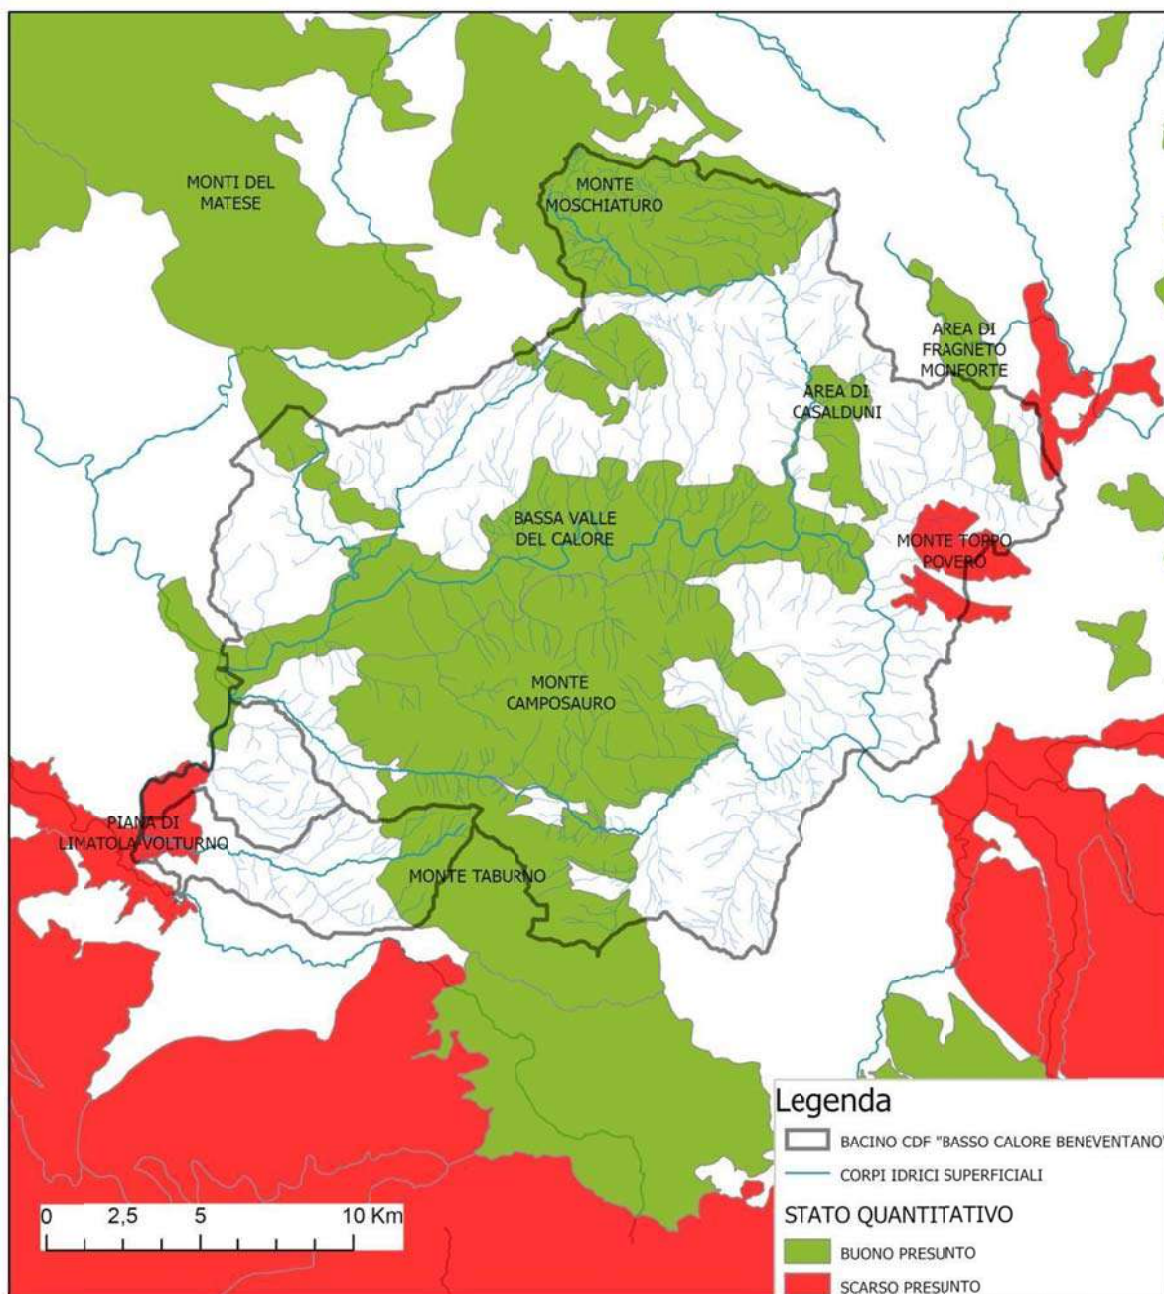 MONTI DEL
MATESE
MONTE
MOSCHIATURO
AREA DI
FRAGNETO
MONFORTE
AREA DI
CASALDUNI
BASSA VALLE
DEL CALORE
MONTE TOPPO
POVERO
MONTE
CAMPOSAURO
PIANA DI
LIMATOLA-VOLTURNO
MONTE TABURNO
Legenda
BACINO CDF "BASSO CALORE BENEVENTANO"
CORPI IDRICI SUPERFICIALI
STATO QUANTITATIVO
BUONO PRESUNTO
SCARSO PRESUNTO
0 2,5 5 10 Km